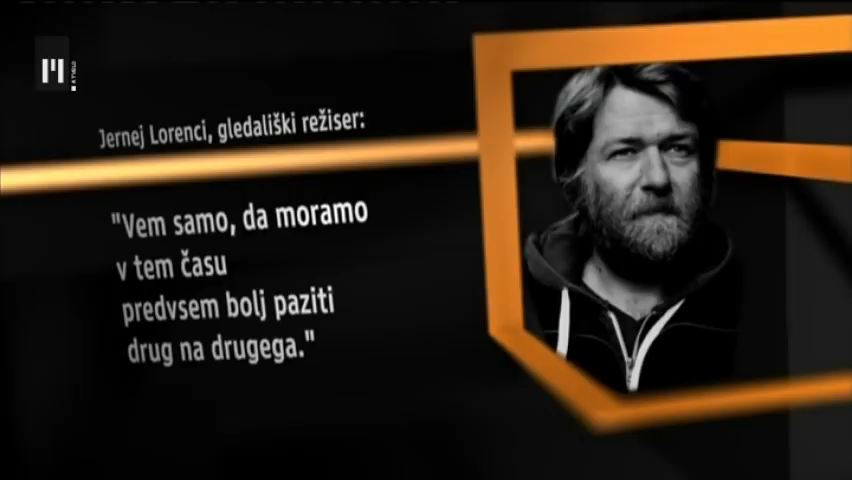 Jernej Lorenci, gledališki režiser:
"Vem samo, da moramo
v tem času
predvsem bolj paziti
drug na drugega."